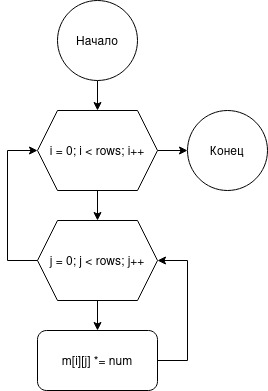 Начало
i = 0; i < rows; i++
Конец
j = 0; j < rows; j++
m[i][j] *= num